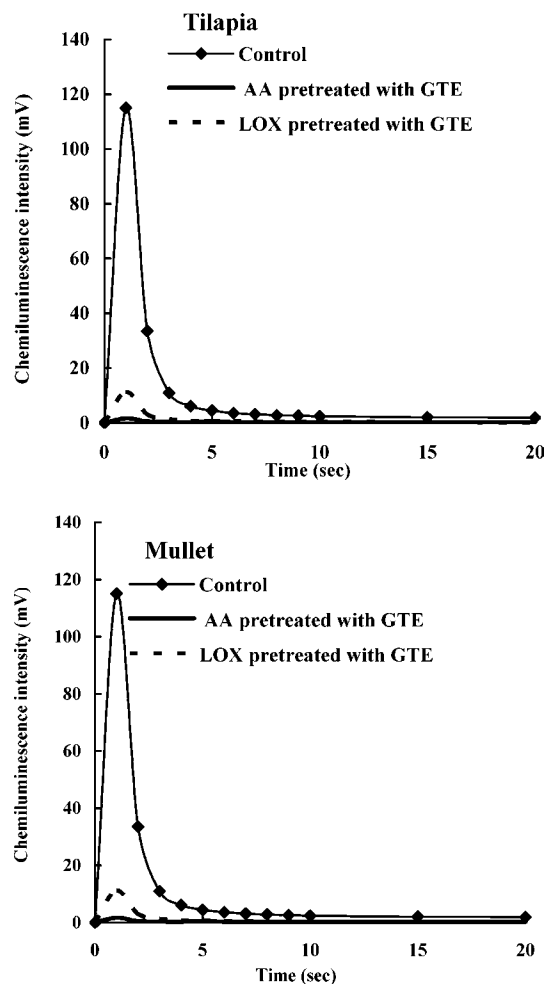 Tilapia
Control
AA pretreated with GTE
LOX pretreated with GTE
Chemiluminescence intensity (mV)
140
120
100
80
60
40
20
0
0 5 10 15 20
Time (sec)
Mullet
Control
AA pretreated with GTE
LOX pretreated with GTE
Chemiluminescence intensity (mV)
140
120
100
80
60
40
20
0
0 5 10 15 20
Time (sec)